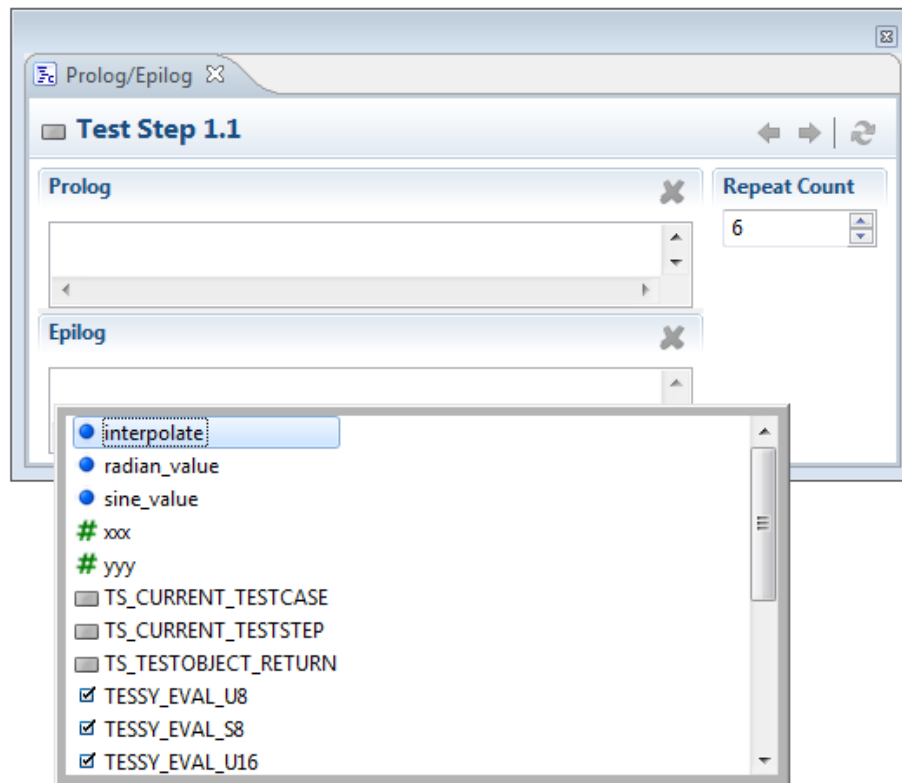 Prolog/Epilog
Test Step 1.1
Prolog
Repeat Count
6
Epilog
interpolate
radian_value
sine_value
# xxx
# yyy
TS_CURRENT_TESTCASE
TS_CURRENT_TESTSTEP
TS_TESTOBJECT_RETURN
TESSY_EVAL_U8
TESSY_EVAL_S8
TESSY_EVAL_U16